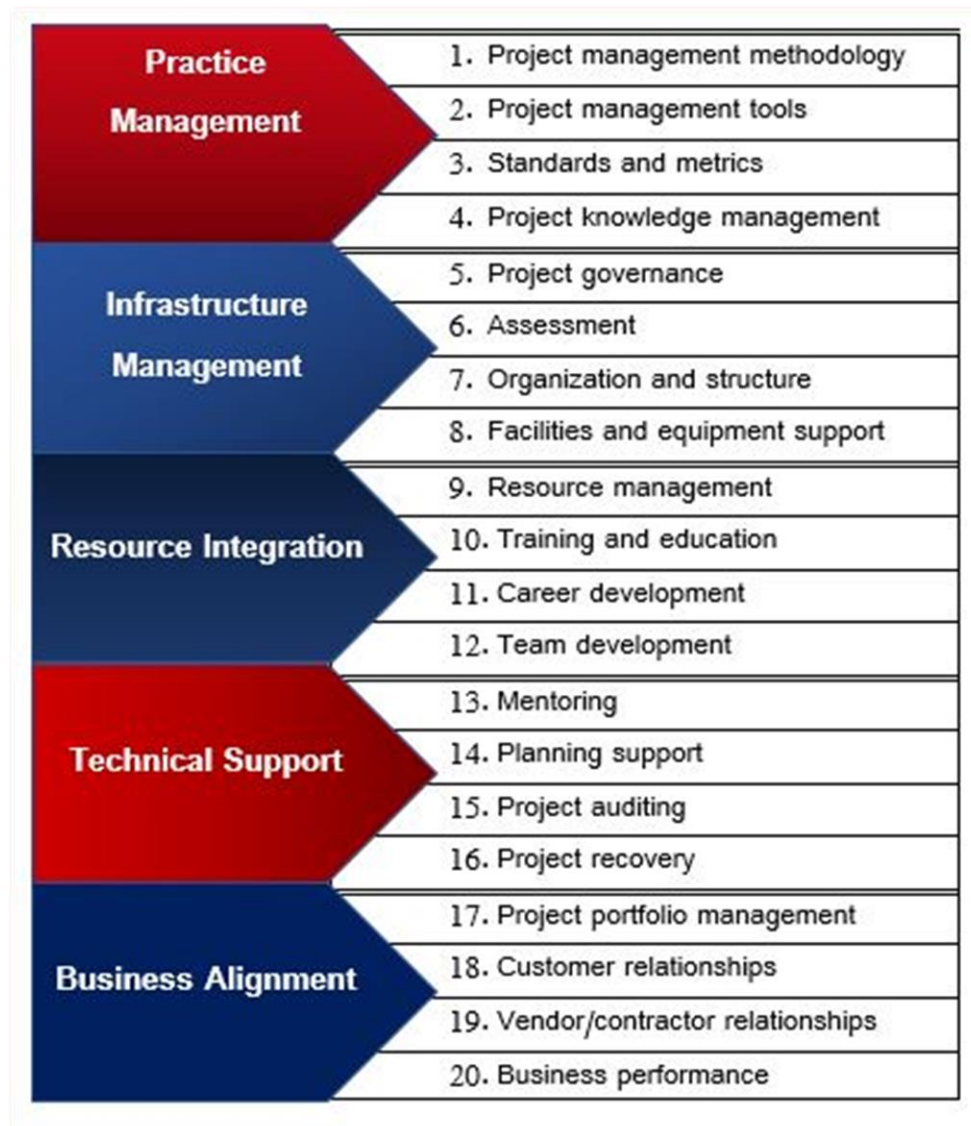 Practice
Management
1. Project management methodology
2. Project management tools
3. Standards and metrics
4. Project knowledge management
Infrastructure
Management
5. Project governance
6. Assessment
7. Organization and structure
8. Facilities and equipment support
Resource Integration
9. Resource management
10. Training and education
11. Career development
12. Team development
Technical Support
13. Mentoring
14. Planning support
15. Project auditing
16. Project recovery
Business Alignment
17. Project portfolio management
18. Customer relationships
19. Vendor/contractor relationships
20. Business performance